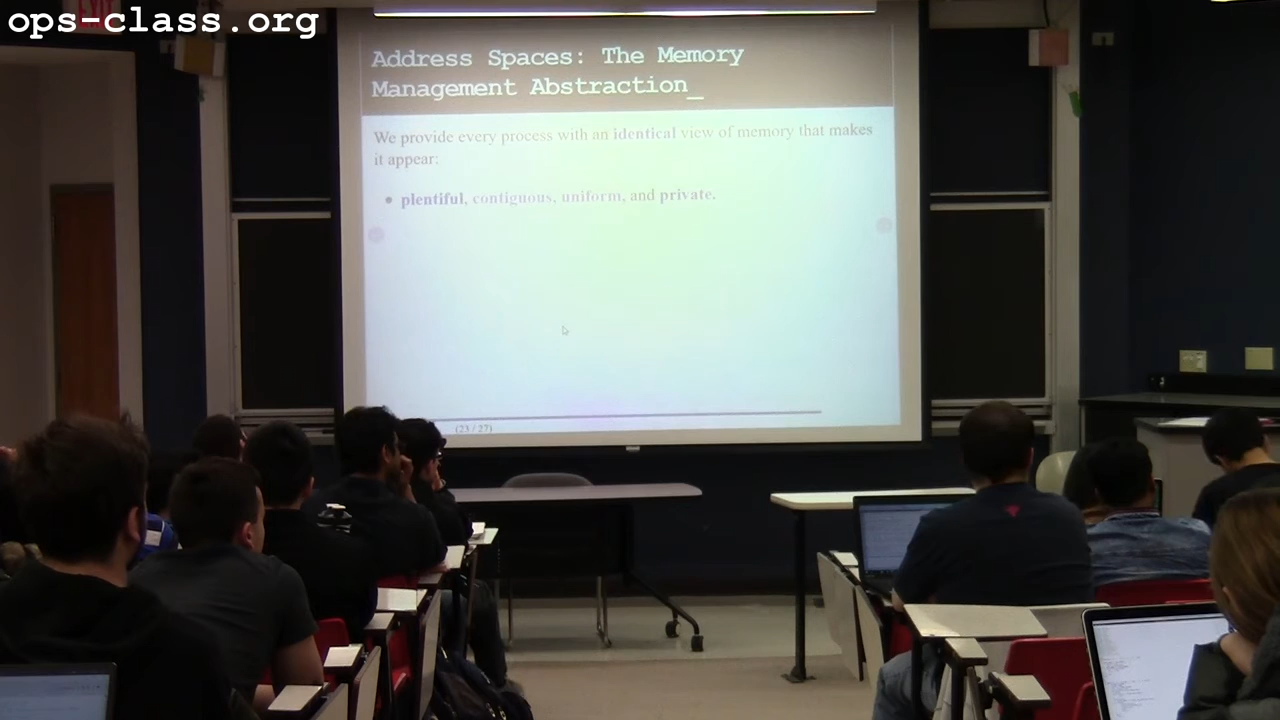 ops-class.org
EXIT
Address Spaces: The Memory
Management Abstraction_
We provide every process with an identical view of memory that makes
it appear:
• plentiful, contiguous, uniform, and private.
(23 / 27)